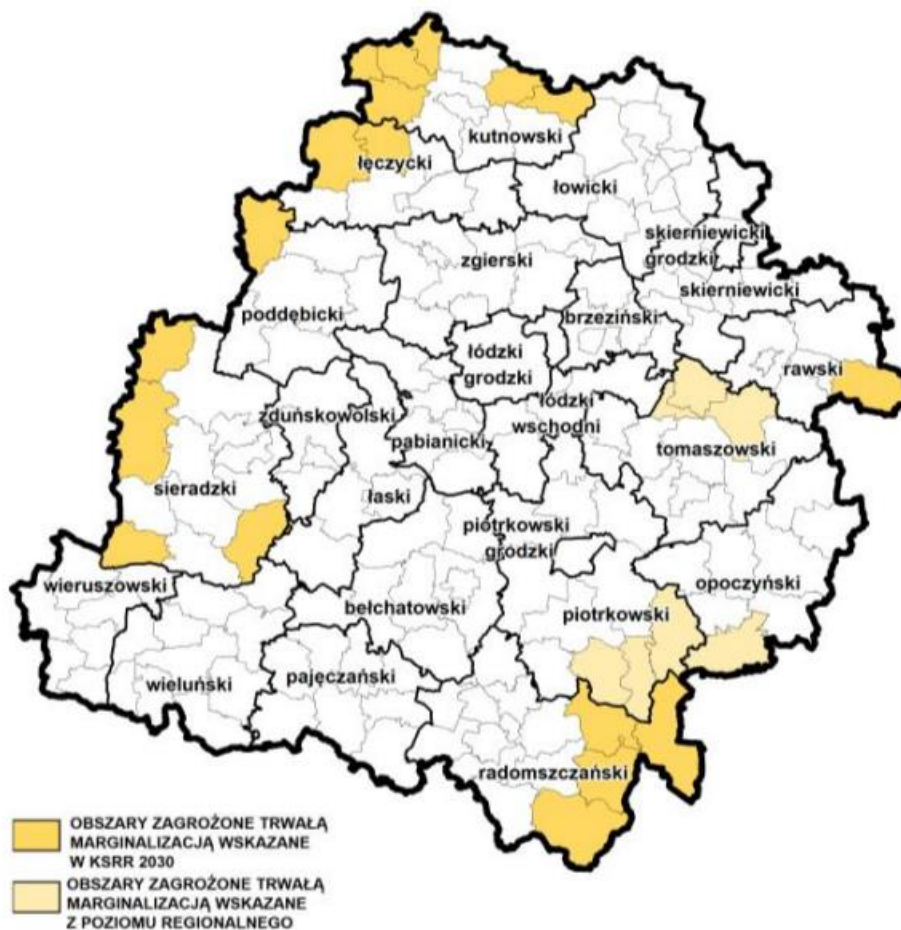 kutnowski
łęczycki
łowicki
skierniewicki
grodzki
zgierski
skierniewicki
poddębicki
brzeziński
łódzki
grodzki
rawski
zduńskowolski
łódzki
wschodni
pabianicki
tomaszowski
sieradzki
łaski
piotrkowski
grodzki
wieruszowski
opoczyński
bełchatowski
piotrkowski
wieluński
pajęczański
radomszczański
OBSZARY ZAGROŻONE TRWAŁĄ
MARGINALIZACJĄ WSKAZANE
W KSRR 2030
OBSZARY ZAGROŻONE TRWAŁĄ
MARGINALIZACJĄ WSKAZANE
Z POZIOMU REGIONALNEGO